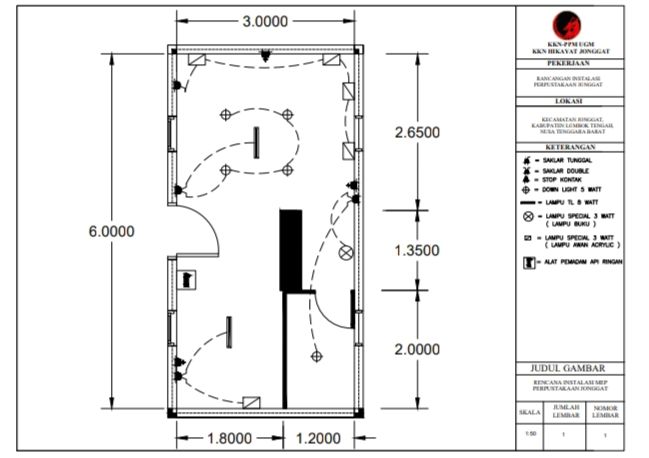 3.0000
6.0000
2.6500
1.3500
2.0000
1.8000
1.2000
KKN-PPM UGM
KKN HIKAYAT JONGGAT
PEKERJAAN
RANCANGAN INSTALASI
PERPUSTAKAAN JONGGAT
LOKASI
KECAMATAN JONGGAT,
KABUPATEN LOMBOK TENGAH,
NUSA TENGGARA BARAT
KETERANGAN
= SAKLAR TUNGGAL
= SAKLAR DOUBLE
= STOP KONTAK
= DOWN LIGHT 5 WATT
= LAMPU TL 8 WATT
= LAMPU SPECIAL 3 WATT
( LAMPU BUKU )
= LAMPU SPECIAL 3 WATT
( LAMPU AWAN ACRYLIC )
= ALAT PEMADAM API RINGAN
JUDUL GAMBAR
RENCANA INSTALASI MEP
PERPUSTAKAAN JONGGAT
SKALA JUMLAH LEMBAR NOMOR LEMBAR
1:50 1 1